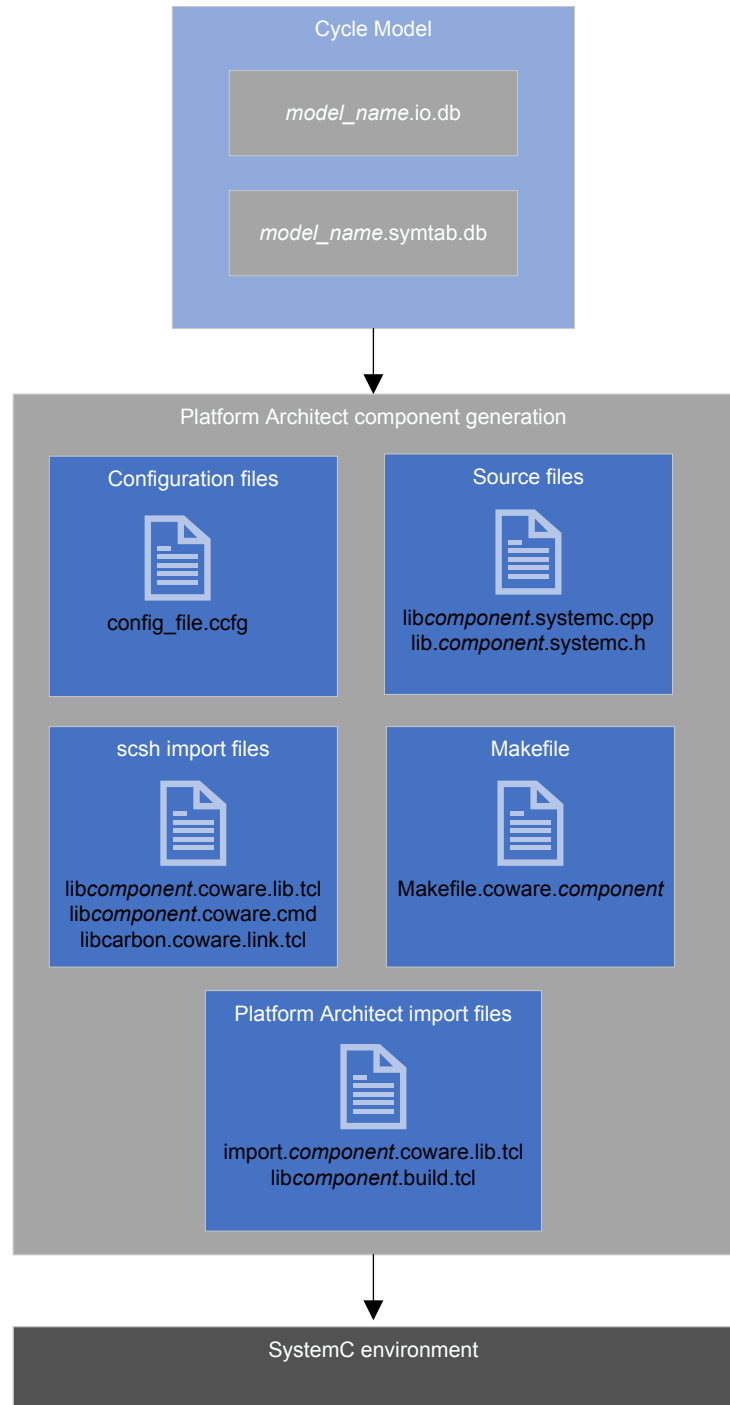 Cycle Model
model_name.io.db
model_name.symtab.db
Platform Architect component generation
Configuration files
config_file.ccfg
Source files
libcomponent.systemc.cpp
lib.component.systemc.h
scsh import files
libcomponent.coware.lib.tcl
libcomponent.coware.cmd
libcarbon.coware.link.tcl
Makefile
Makefile.coware.component
Platform Architect import files
import.component.coware.lib.tcl
libcomponent.build.tcl
SystemC environment